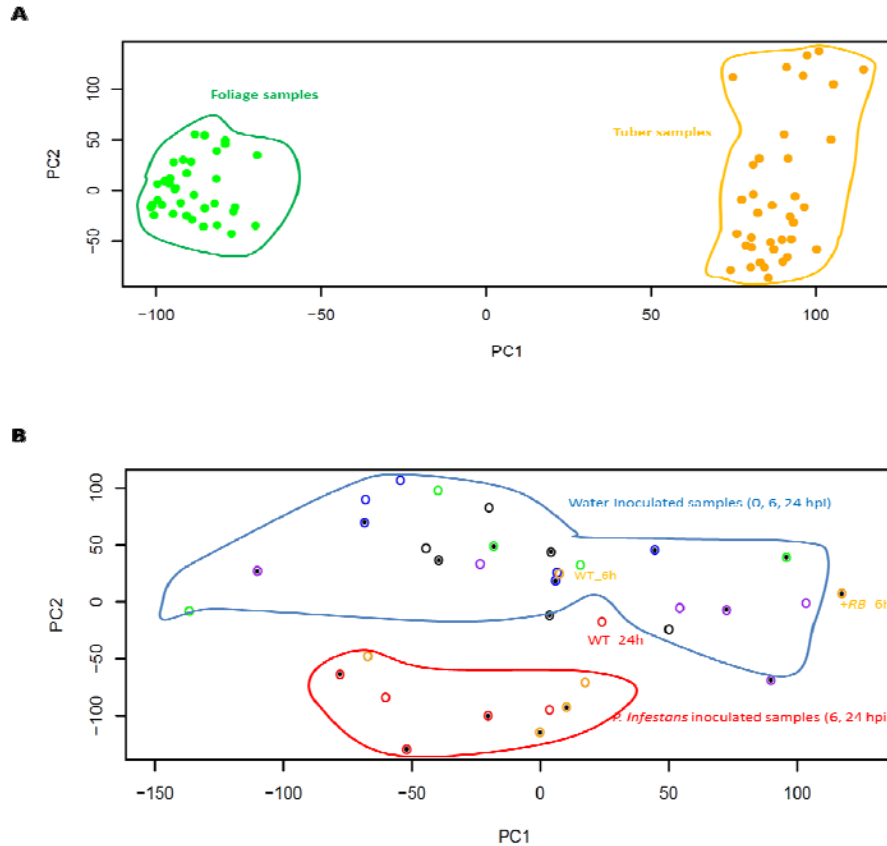 A
Foliage samples
Tuber samples
PC2
100
50
0
−50
−100
−50
0
50
100
PC1
B
Water Inoculated samples (0, 6, 24 hpI)
WT_6h
+RB 6h
WT 24h
P. Infestans inoculated samples (6, 24 hpi
PC2
100
50
0
−50
−100
−150
−100
−50
0
50
100
PC1